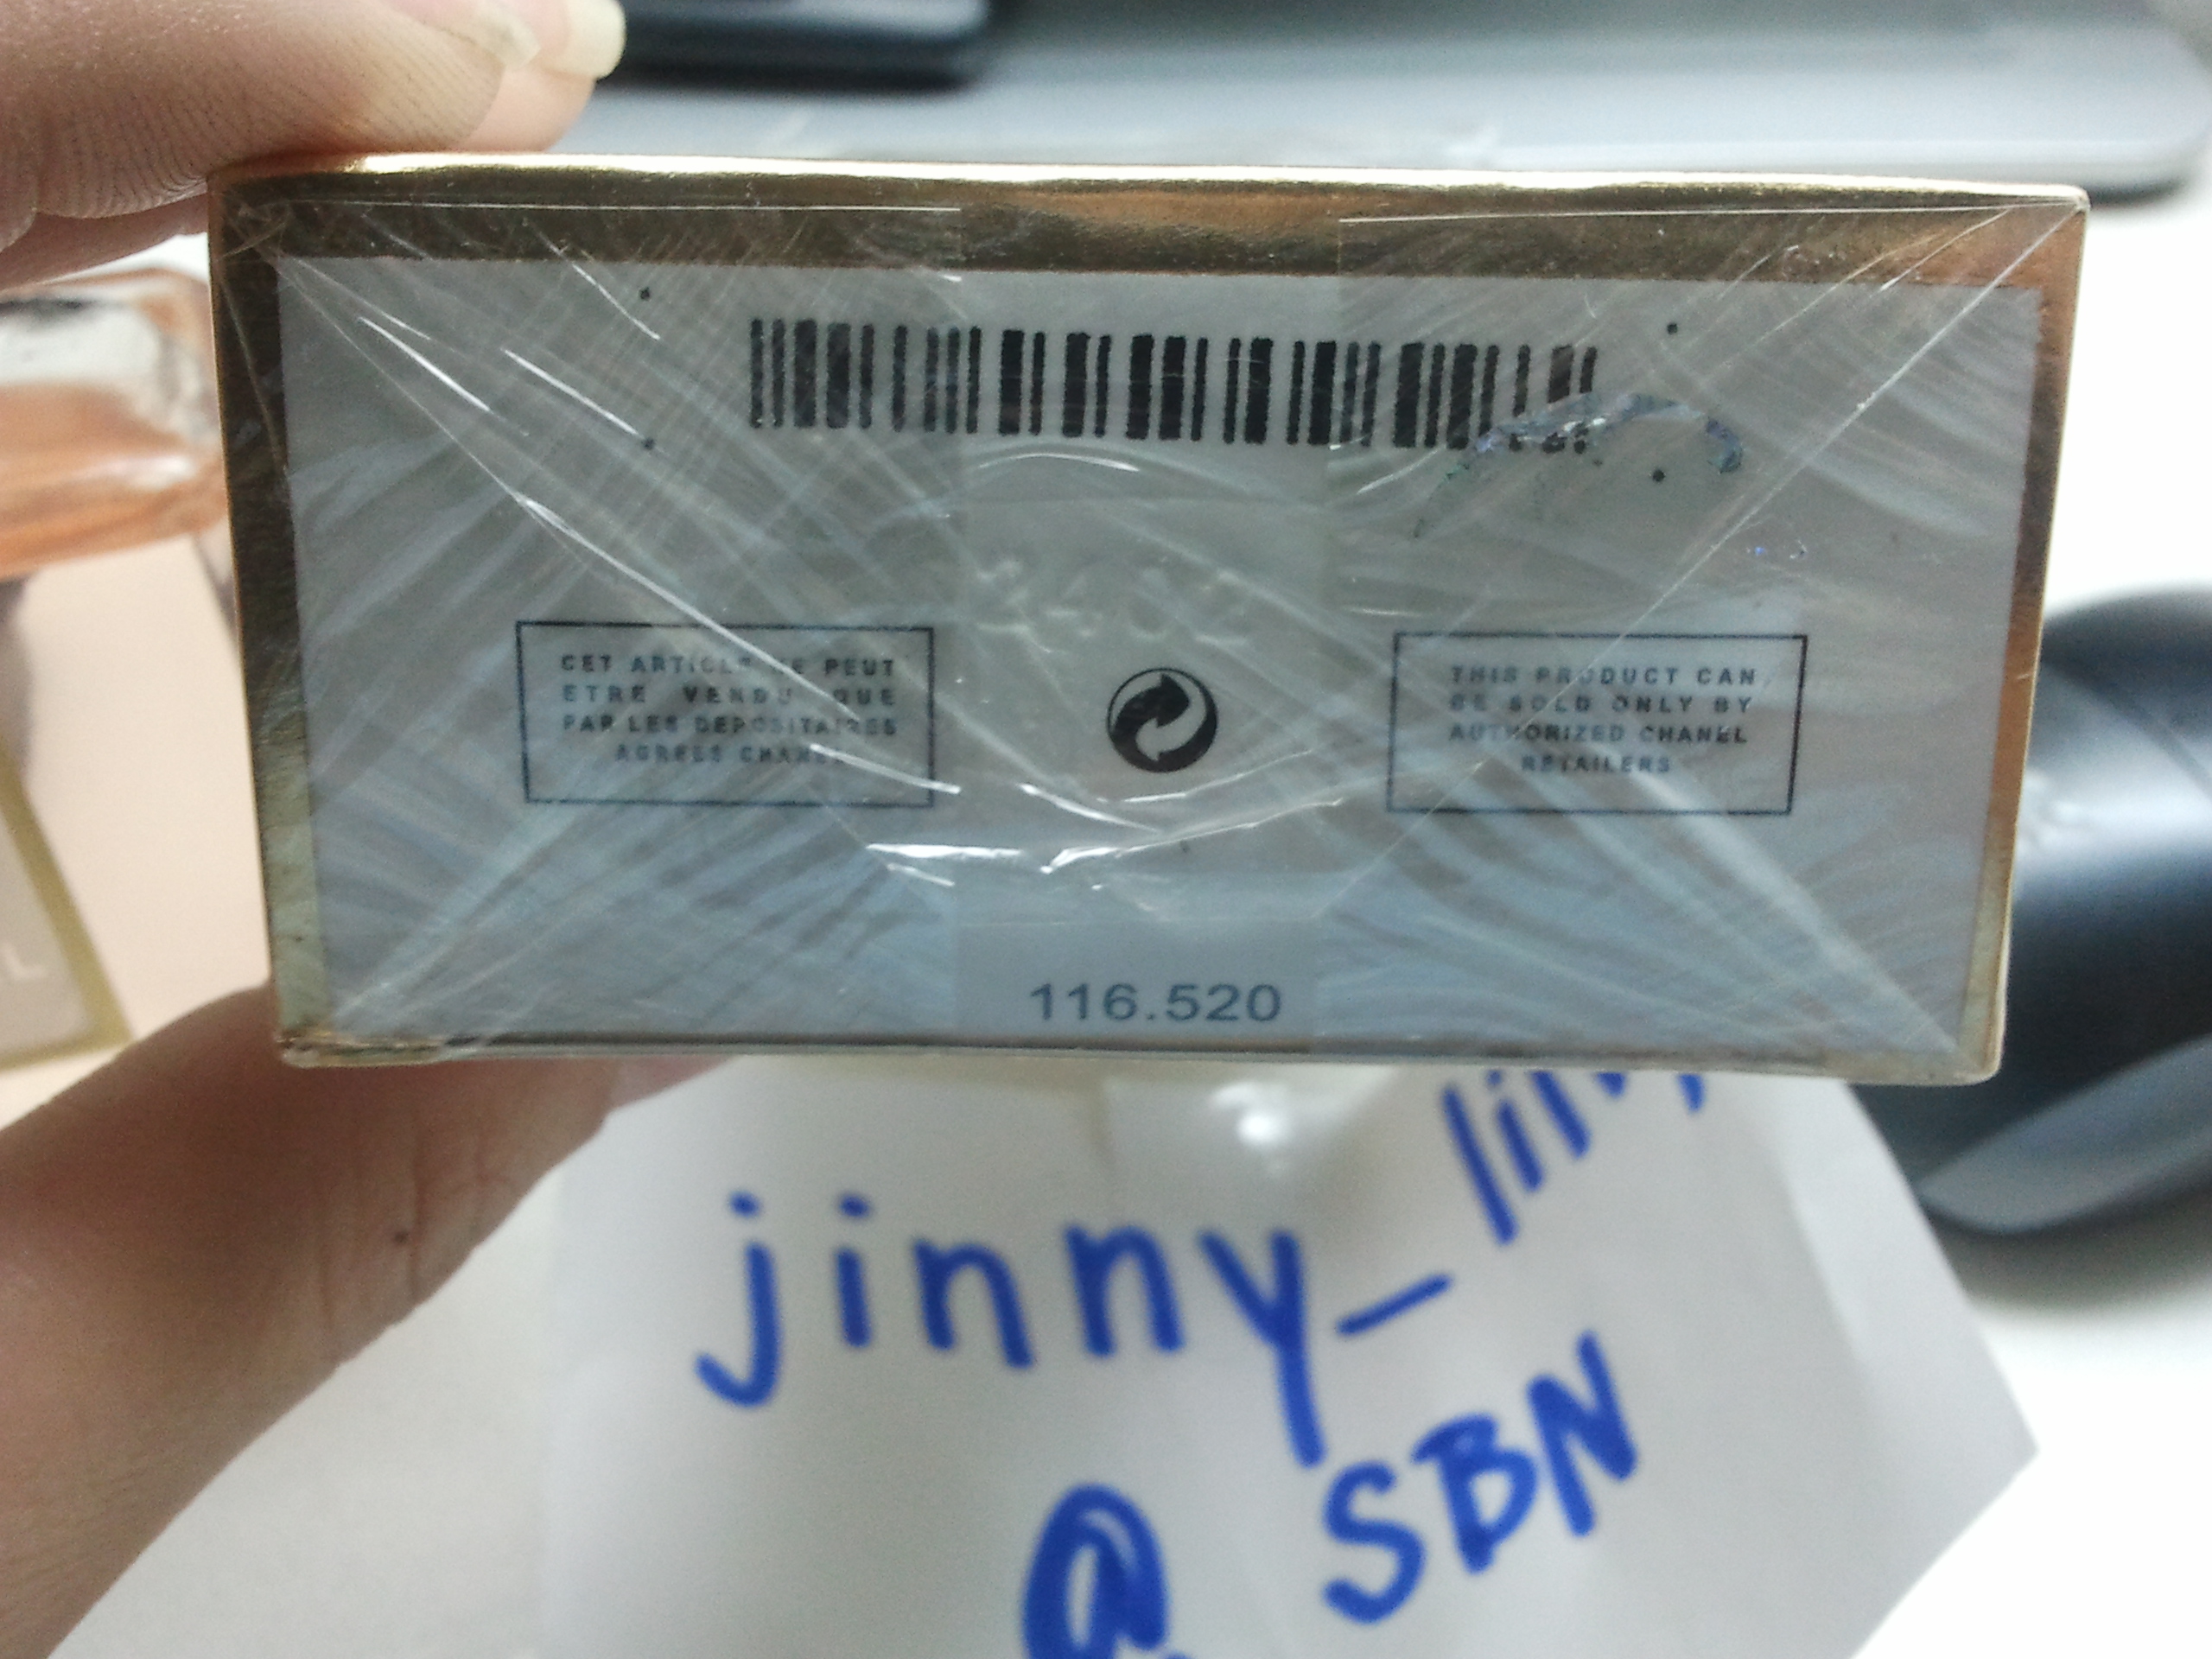 CET ARTICLE NE PEUT
ETRE VENDU QUE
PAR LES DEPOSITAIRES
AGREES CHANEL
THIS PRODUCT CAN
BE SOLD ONLY BY
AUTHORIZED CHANEL
RETAILERS
116.520
jinny_lim
@ SBN
L